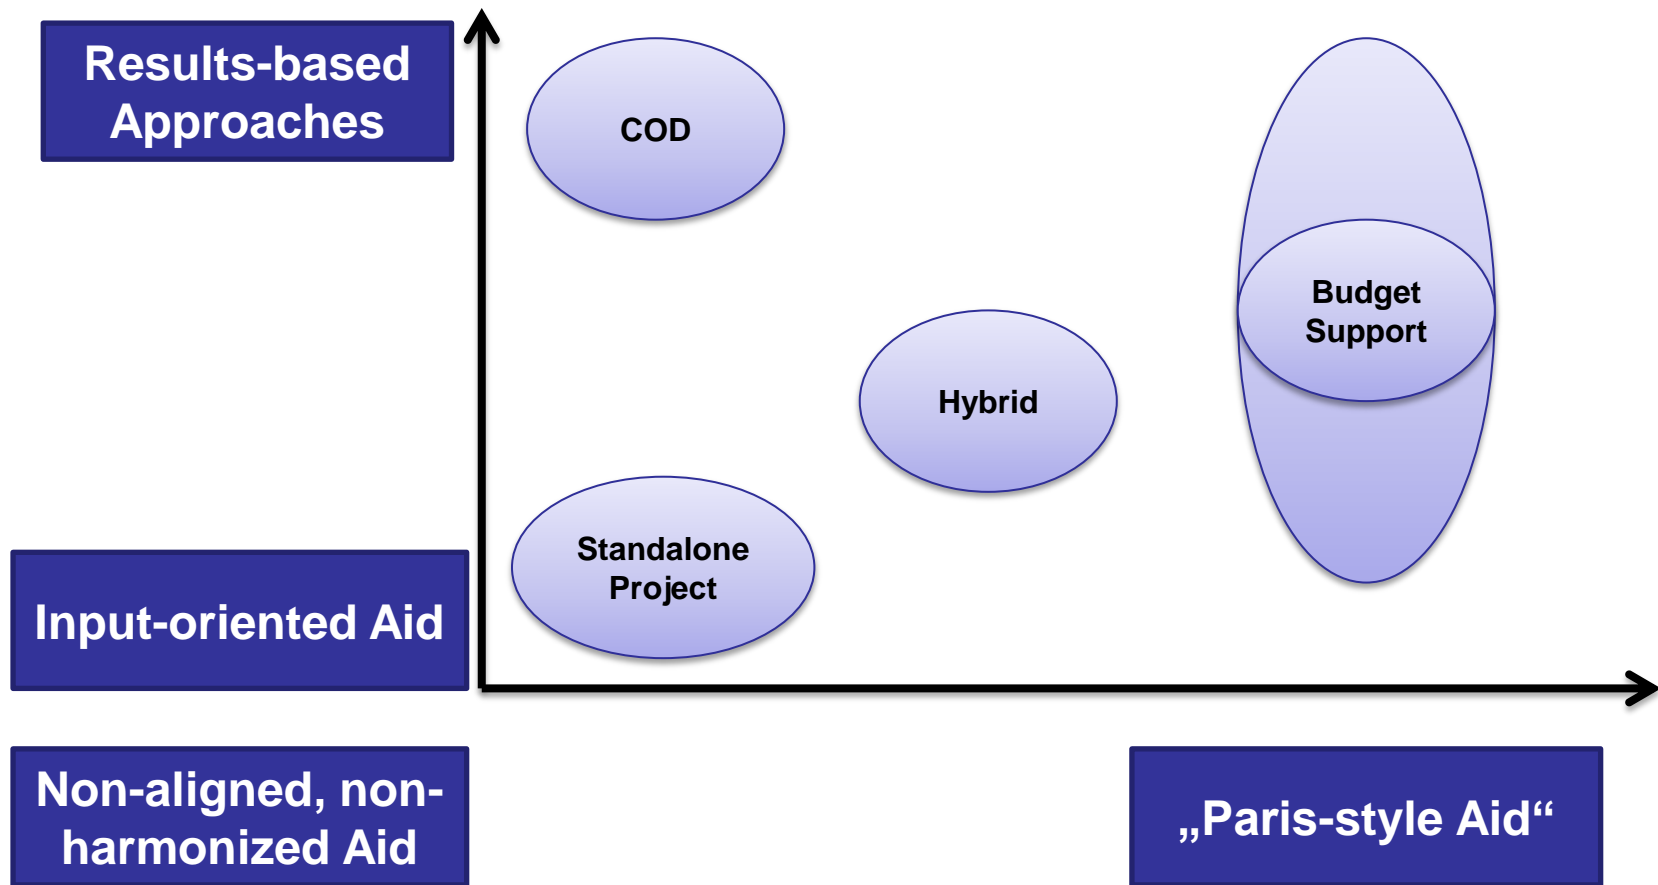 Results-based
Approaches
COD
Budget
Support
Hybrid
Standalone
Project
Input-oriented Aid
Non-aligned, non-
harmonized Aid
„Paris-style Aid“